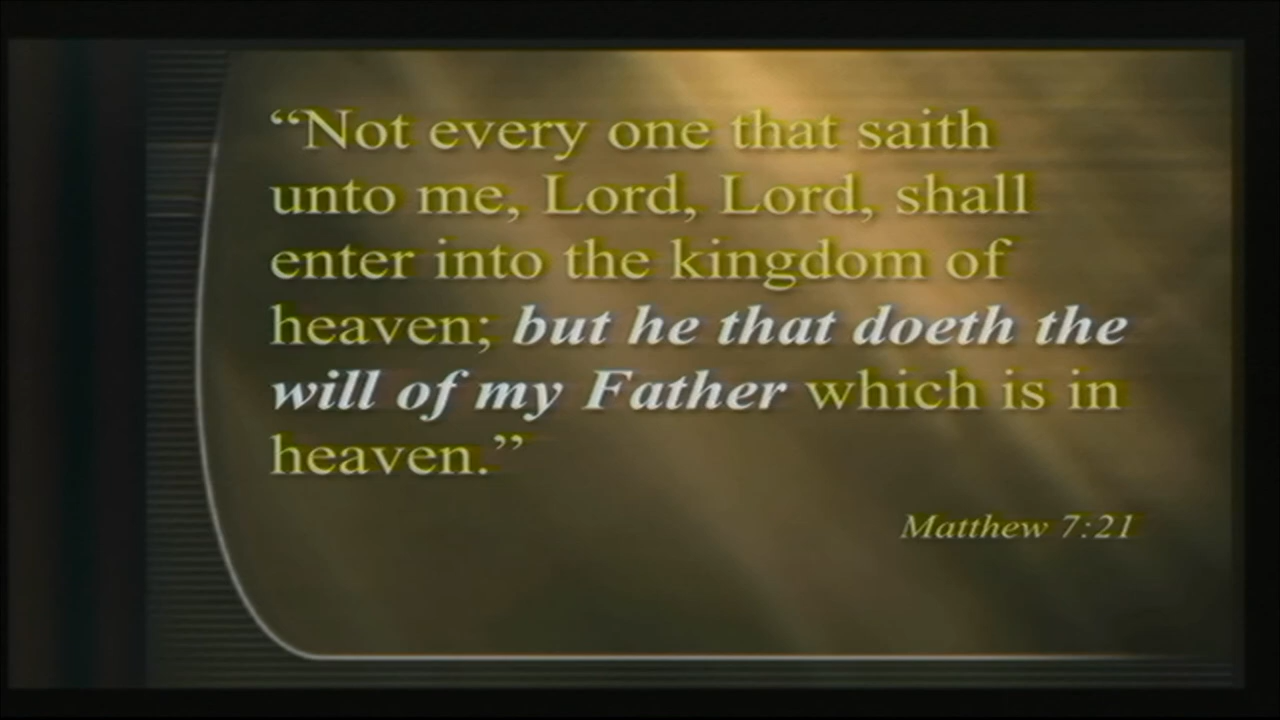 “Not every one that saith
unto me, Lord, Lord, shall
enter into the kingdom of
heaven; but he that doeth the
will of my Father which is in
heaven.”
Matthew 7:21